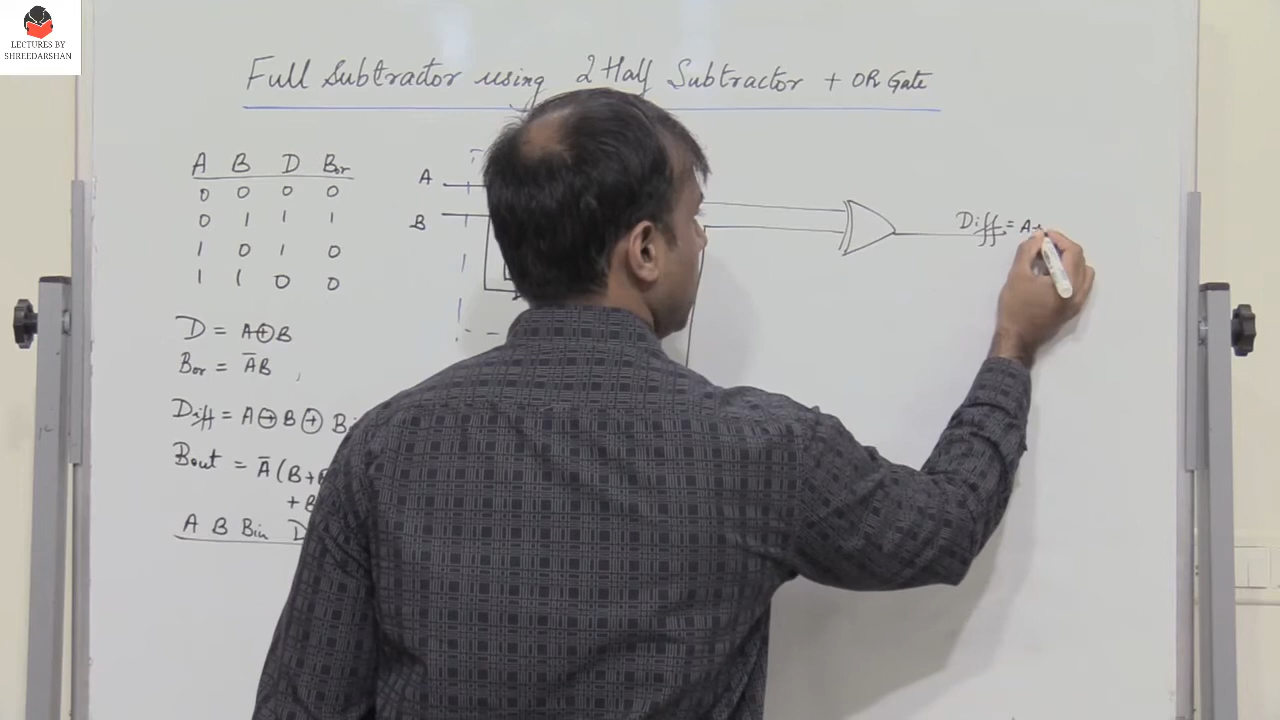 LECTURES BY
SHREEDARSHAN
Full Subtractor using 2 Half Subtractor + OR Gate
A B D Bor
0 0 0 0
0 1 1 1
1 0 1 0
1 1 0 0
D = A⊕B
Bor = A̅B
Diff = A⊕B⊕
Bout = A̅(B+
+
A B Bin D
A
B
Diff = A